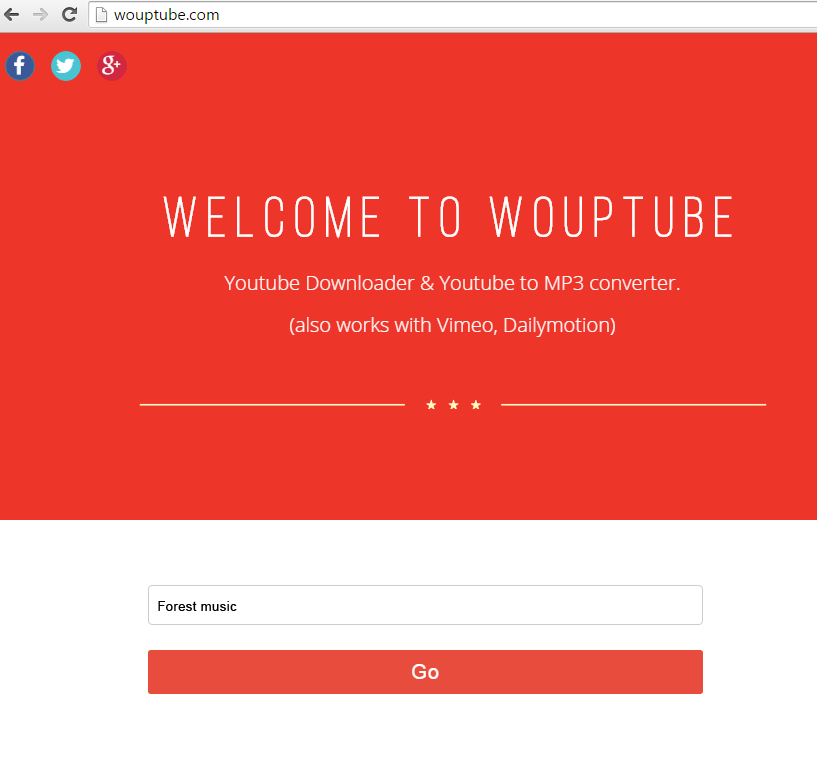 wouptube.com
WELCOME TO WOUPTUBE
Youtube Downloader & Youtube to MP3 converter.
(also works with Vimeo, Dailymotion)
Forest music
Go